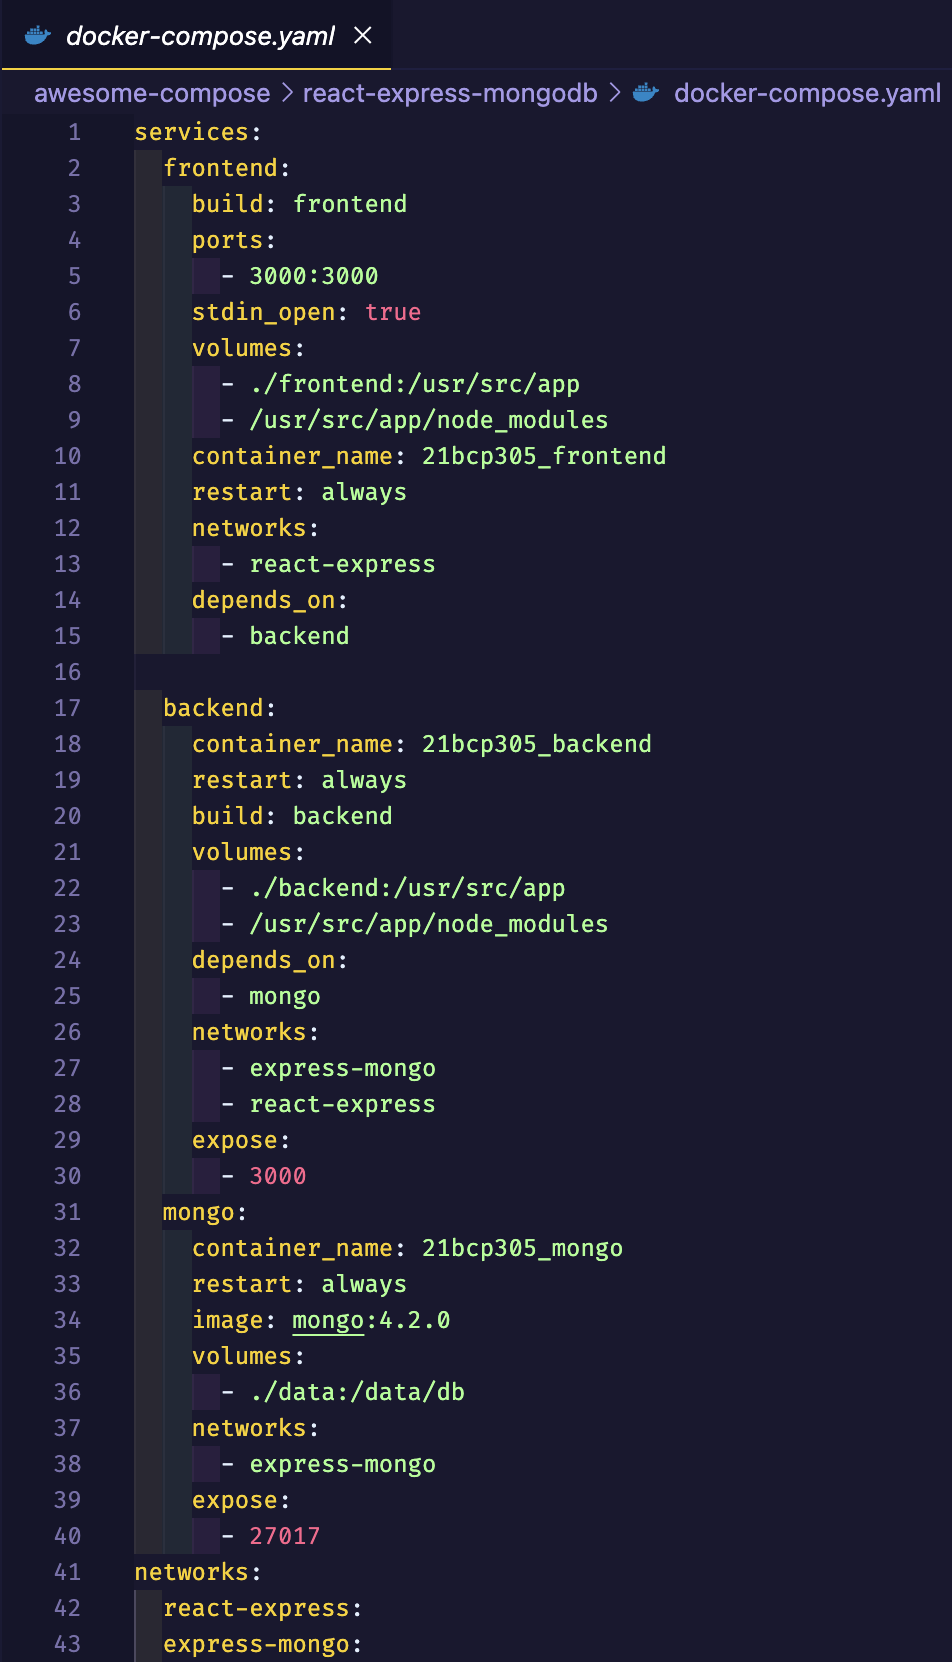 docker-compose.yaml
awesome-compose > react-express-mongodb > docker-compose.yaml
1 services:
2   frontend:
3     build: frontend
4     ports:
5       - 3000:3000
6     stdin_open: true
7     volumes:
8       - ./frontend:/usr/src/app
9       - /usr/src/app/node_modules
10     container_name: 21bcp305_frontend
11     restart: always
12     networks:
13       - react-express
14     depends_on:
15       - backend
16
17   backend:
18     container_name: 21bcp305_backend
19     restart: always
20     build: backend
21     volumes:
22       - ./backend:/usr/src/app
23       - /usr/src/app/node_modules
24     depends_on:
25       - mongo
26     networks:
27       - express-mongo
28       - react-express
29     expose:
30       - 3000
31   mongo:
32     container_name: 21bcp305_mongo
33     restart: always
34     image: mongo:4.2.0
35     volumes:
36       - ./data:/data/db
37     networks:
38       - express-mongo
39     expose:
40       - 27017
41 networks:
42   react-express:
43   express-mongo: